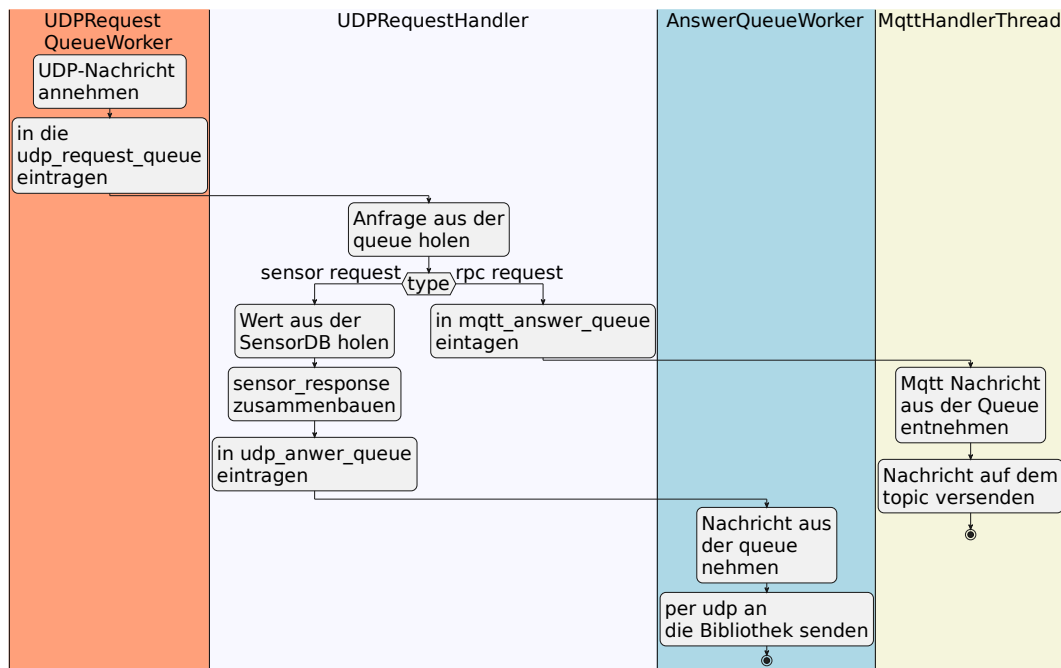 UDPRequest
QueueWorker
UDPRequestHandler
AnswerQueueWorker
MqttHandlerThread
UDP-Nachricht
annehmen
in die
udp_request_queue
eintragen
Anfrage aus der
queue holen
sensor request
type
rpc request
Wert aus der
SensorDB holen
in mqtt_answer_queue
eintagen
sensor_response
zusammenbauen
Mqtt Nachricht
aus der Queue
entnehmen
in udp_anwer_queue
eintragen
Nachricht auf dem
topic versenden
Nachricht aus
der queue
nehmen
per udp an
die Bibliothek senden